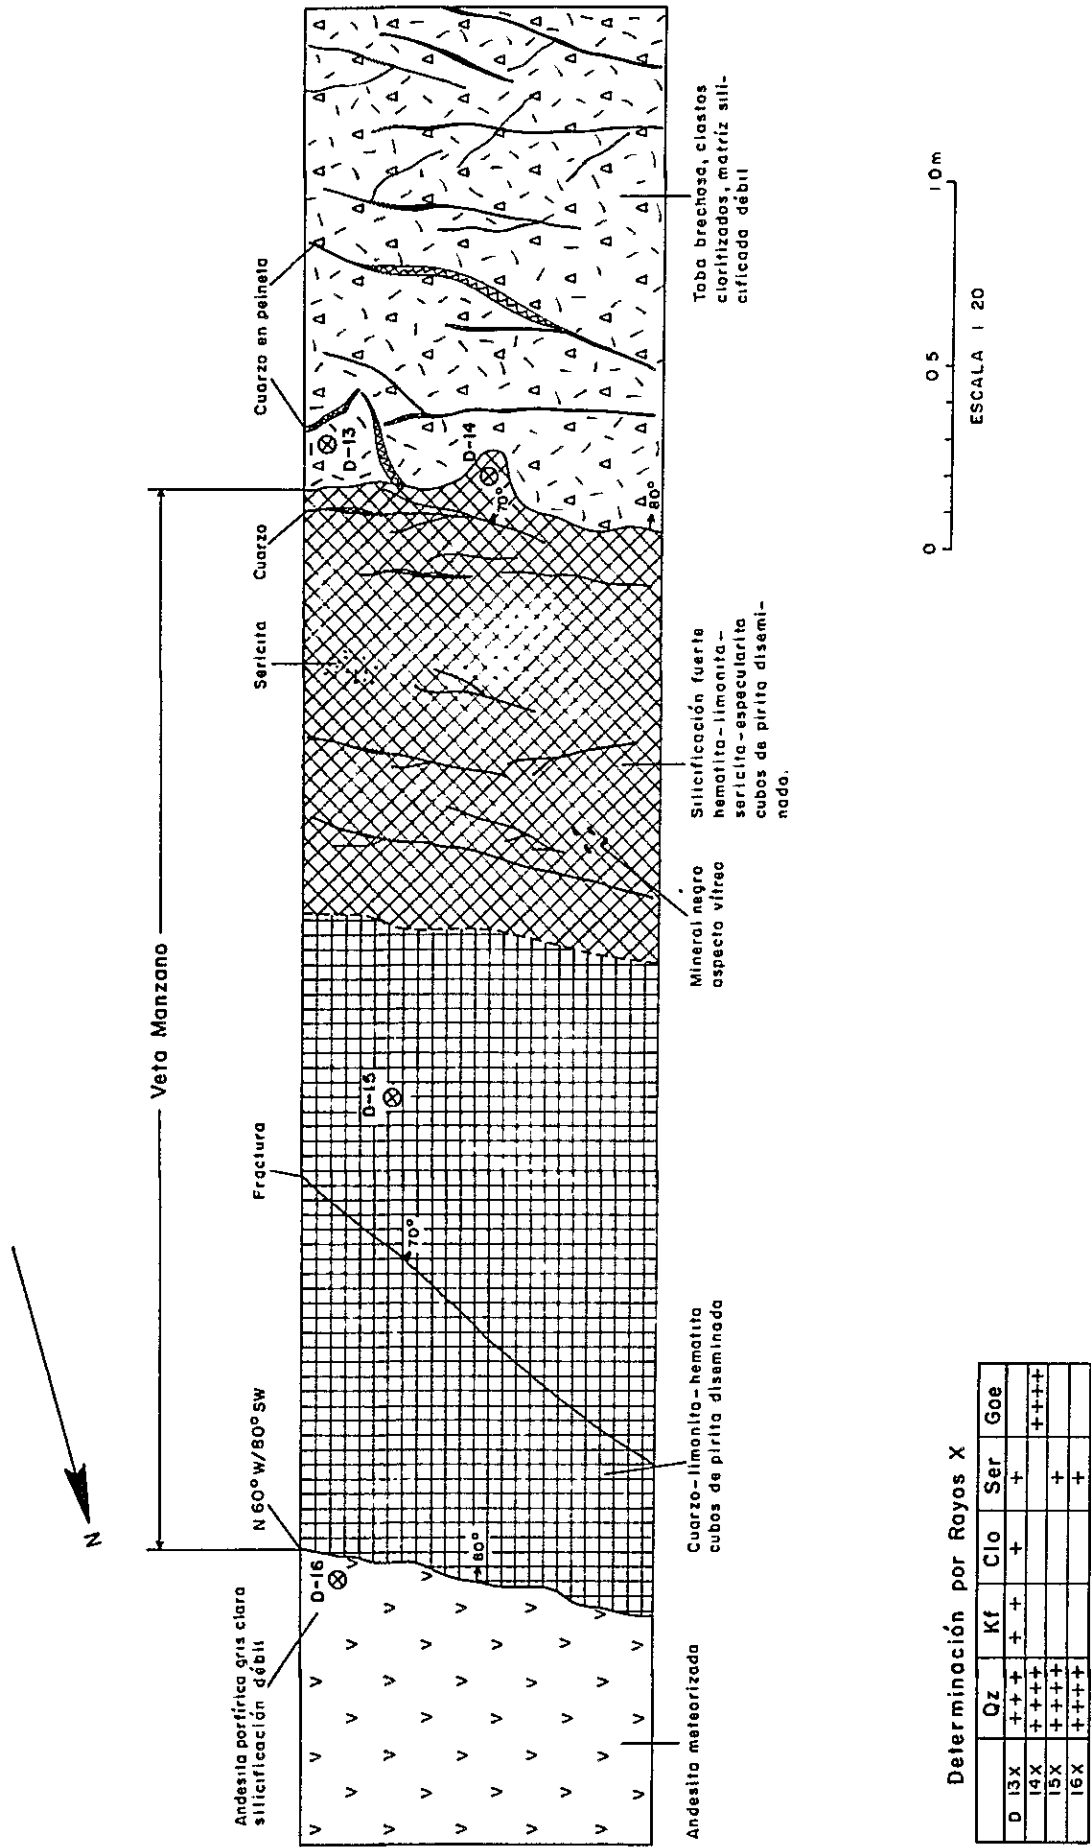 N
Veta Manzano
Andesita porfírica gris clara
silicificación débil
N 60° W/80° SW
Fractura
Sericita
Cuarzo
Cuarzo en peineta
D-16
D-15
D-13
D-14
80°
70°
70°
80°
Andesita meteorizada
Cuarzo-limonita-hematita
cubos de pirita diseminada
Mineral negro
aspecto vítreo
Silicificación fuerte
hematita-limonita-
sericita-especularita
cubos de pirita disemi-
nada.
Toba brechosa, clastos
cloritizados, matríz sili-
cificada débil
Determinación por Rayos X
Qz Kf Clo Ser Goe
D 13X +++ ++ + +
14X ++++ ++++
15X ++++ +
16X ++++ +
0 0 5 1 0 m
ESCALA 1 20